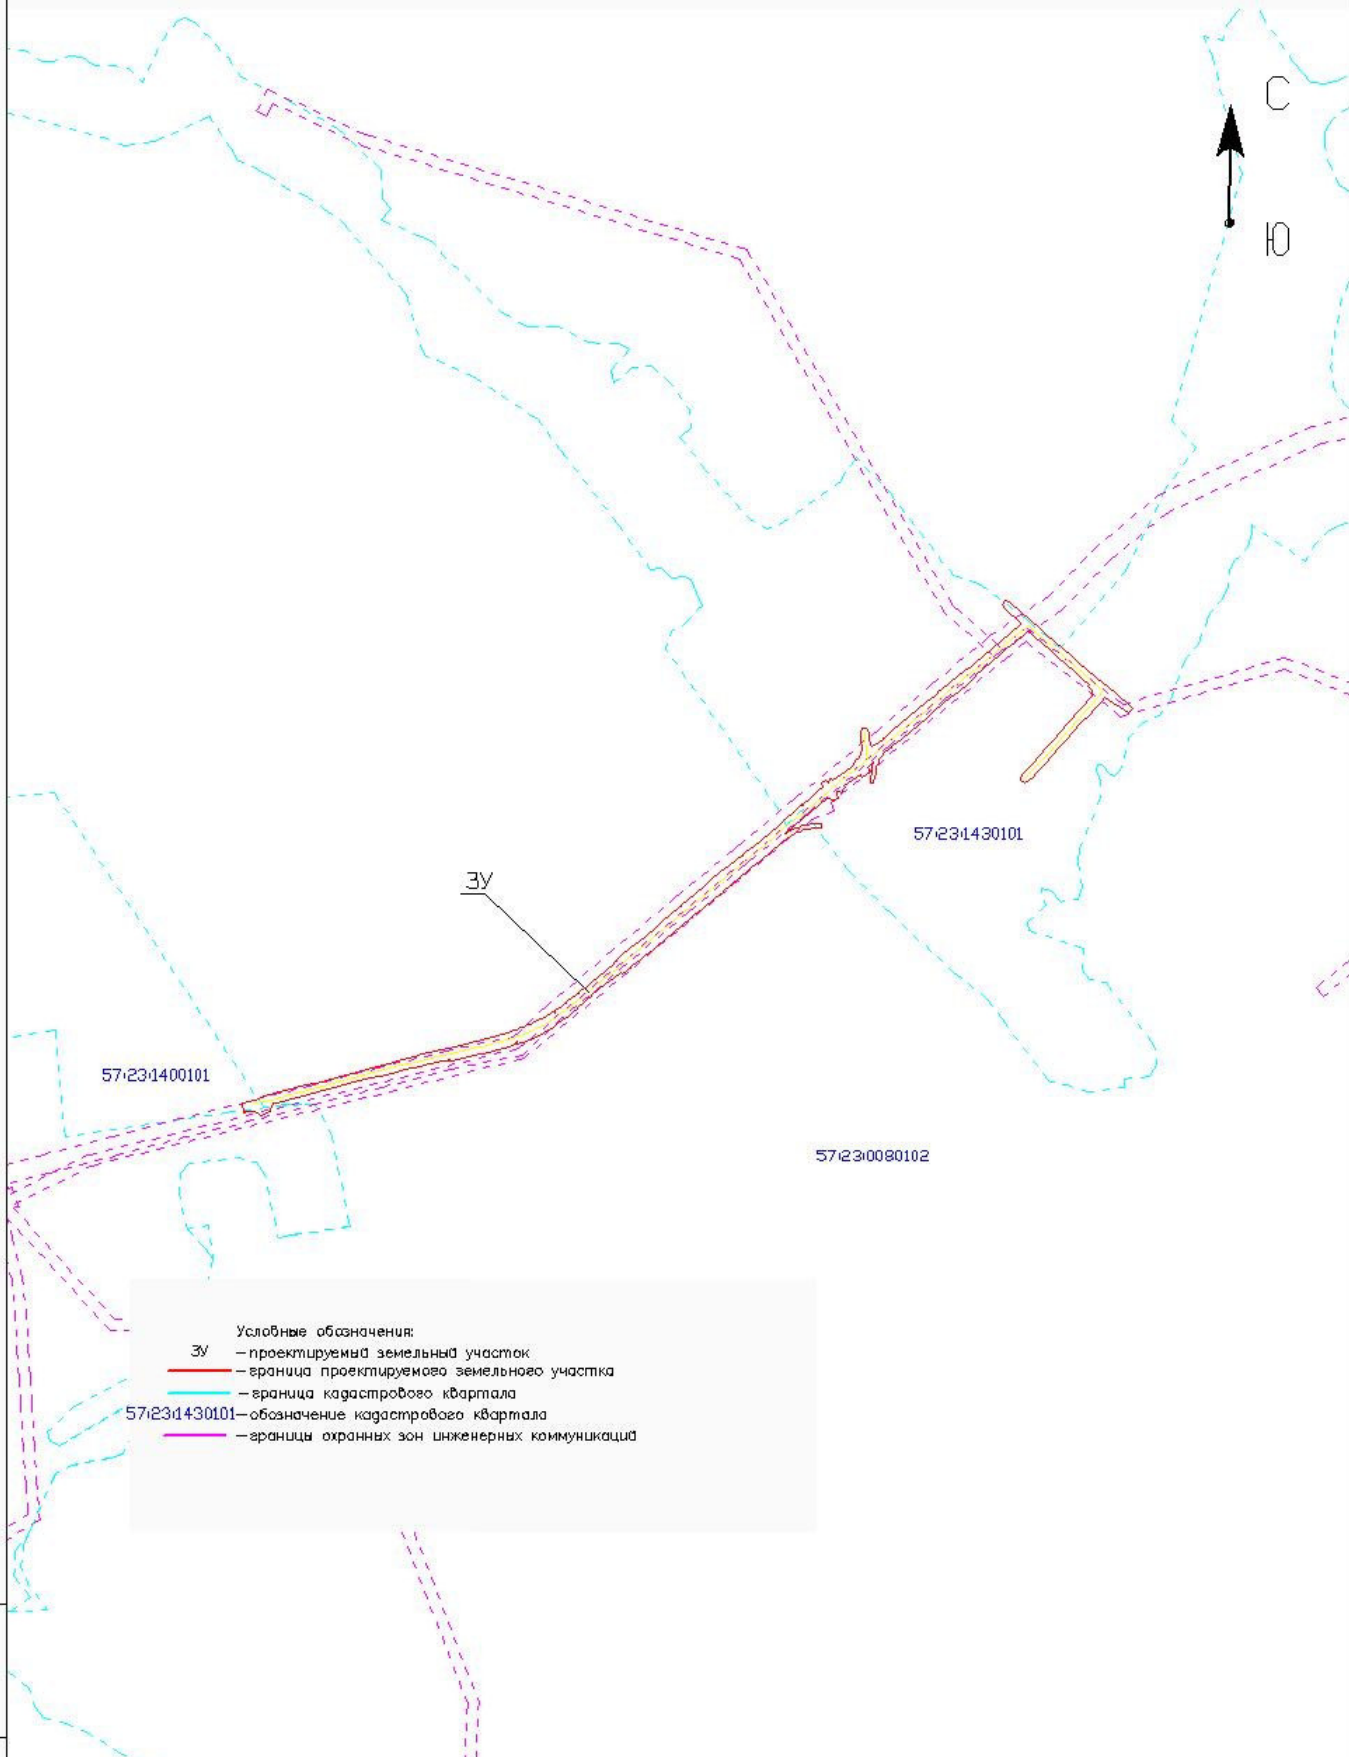 С
Ю
57:23:1430101
ЗУ
57:23:1400101
57:23:0080102
Условные обозначения:
ЗУ – проектируемый земельный участок
– граница проектируемого земельного участка
– граница кадастрового квартала
57:23:1430101 – обозначение кадастрового квартала
– границы охранных зон инженерных коммуникаций